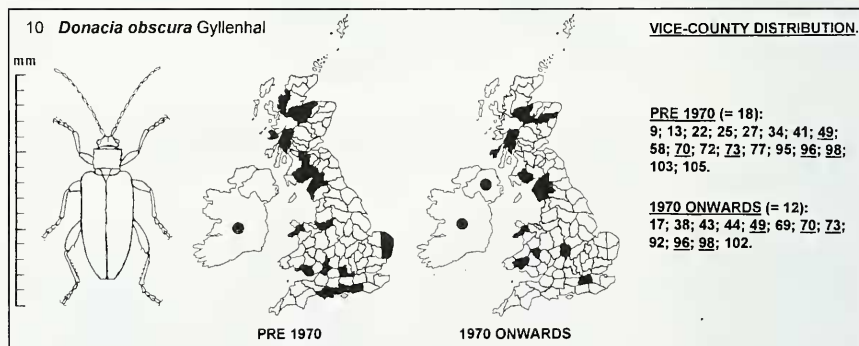 10 Donacia obscura Gyllenhal
mm
PRE 1970
1970 ONWARDS
VICE-COUNTY DISTRIBUTION.
PRE 1970 (= 18):
9; 13; 22; 25; 27; 34; 41; 49;
58; 70; 72; 73; 77; 95; 96; 98;
103; 105.
1970 ONWARDS (= 12):
17; 38; 43; 44; 49; 69; 70; 73;
92; 96; 98; 102.